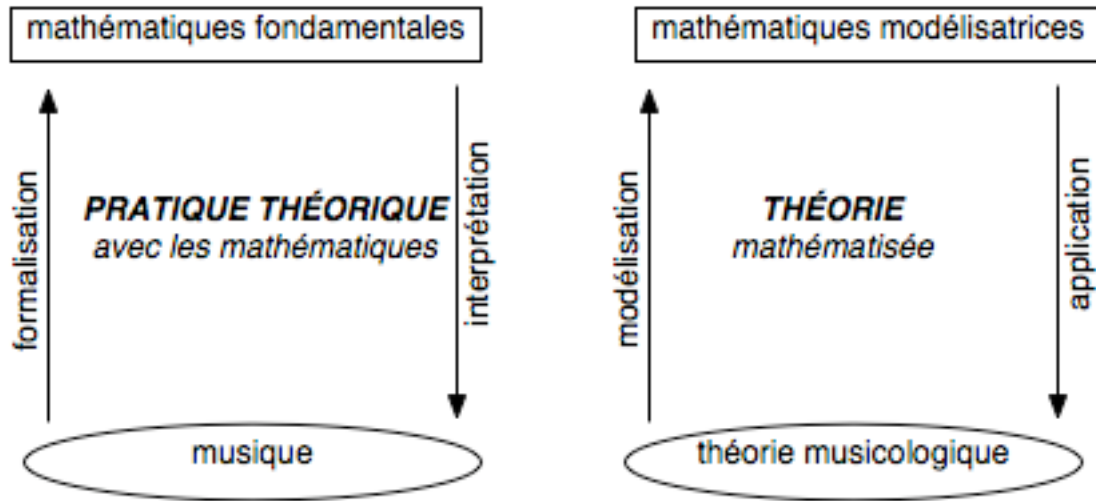 mathématiques fondamentales
formalisation
PRATIQUE THÉORIQUE
avec les mathématiques
interprétation
musique
mathématiques modélisatrices
modélisation
THÉORIE
mathématisée
application
théorie musicologique